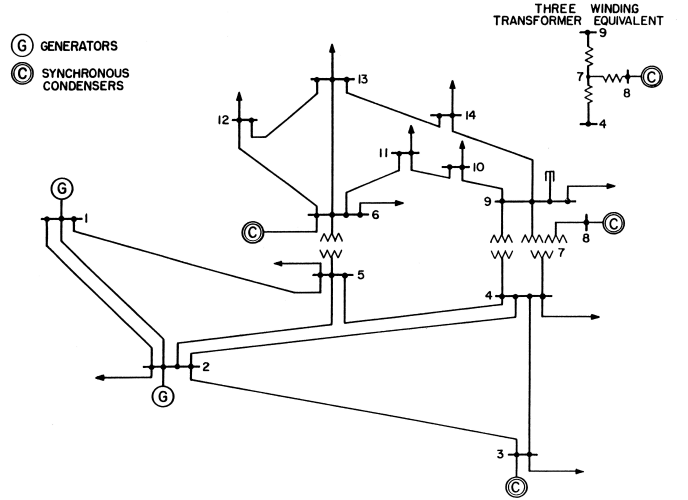 THREE WINDING
TRANSFORMER EQUIVALENT
9
7
C
8
4
G GENERATORS
C SYNCHRONOUS
CONDENSERS
13
14
12
11
10
G
1
C
6
9
C
8
7
5
4
2
G
3
C